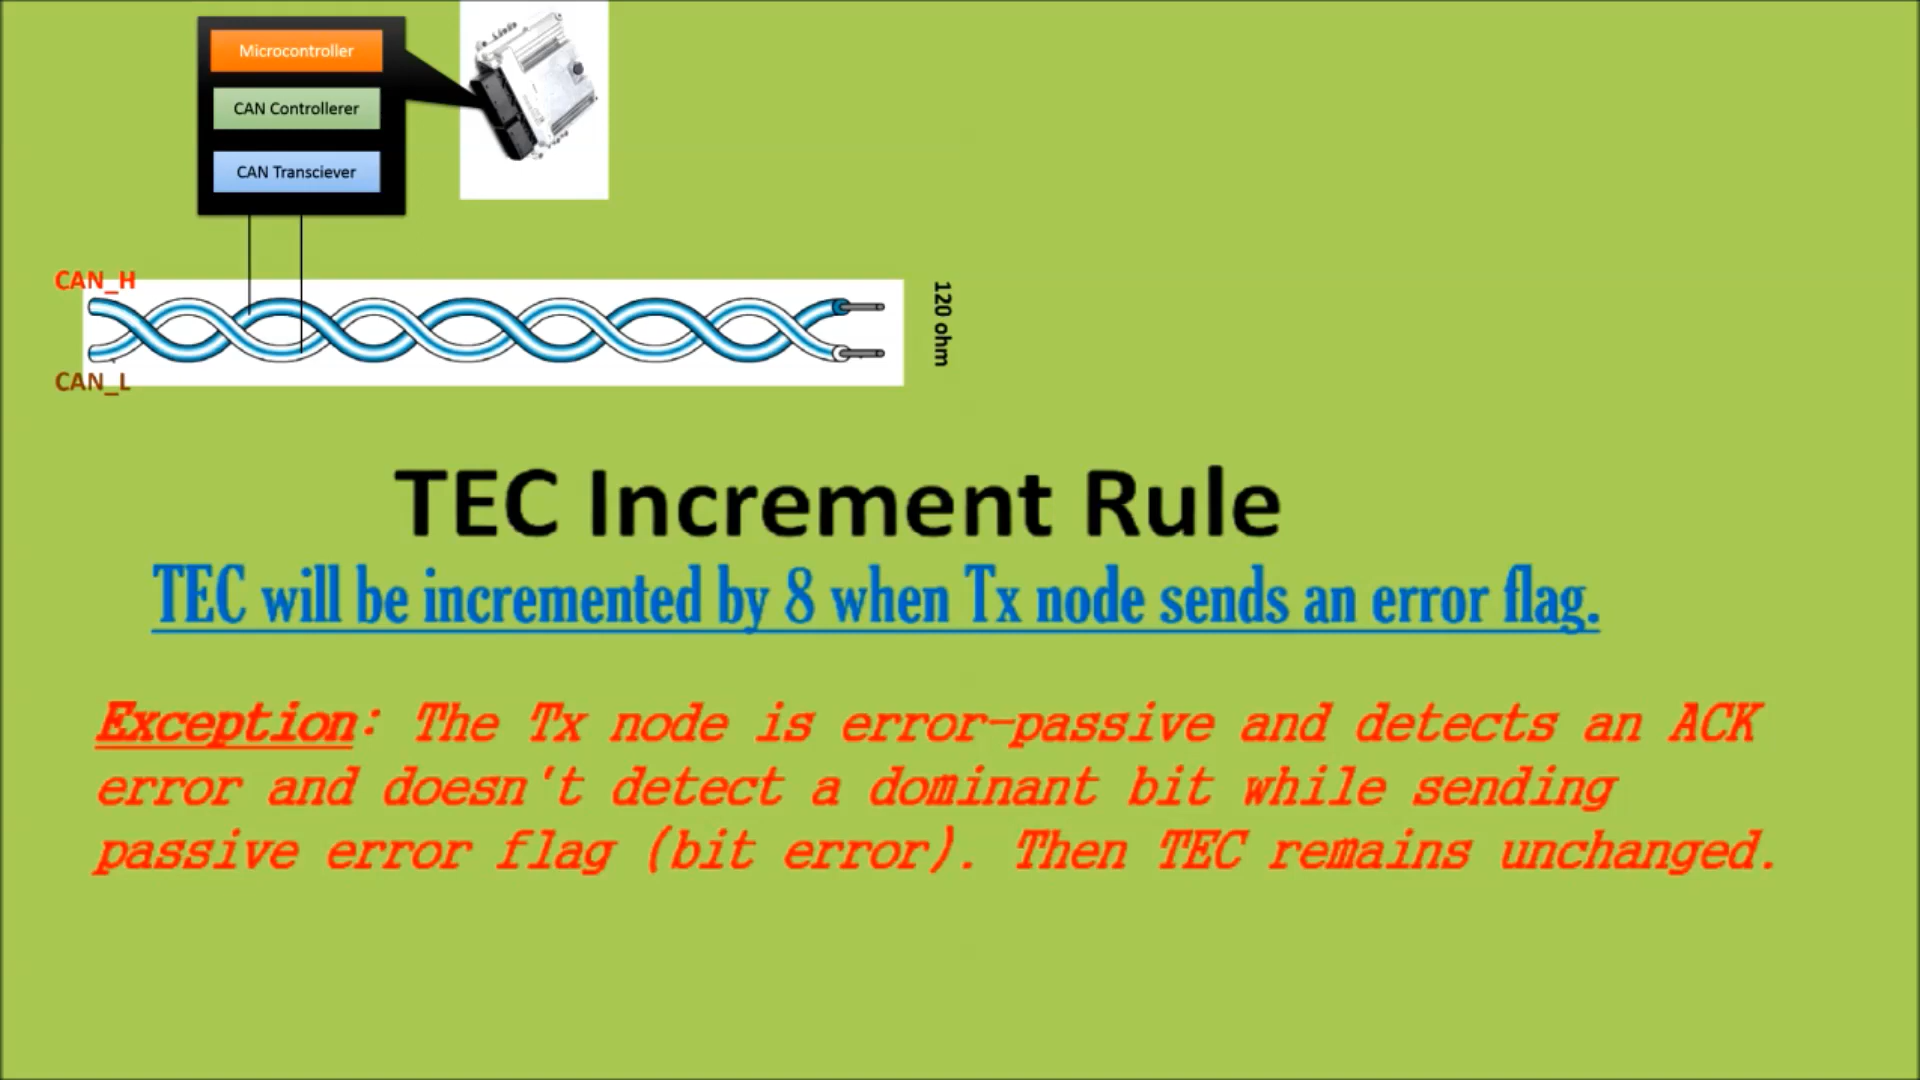 Microcontroller
CAN Controllerer
CAN Transciever
CAN_H
120 ohm
CAN_L
TEC Increment Rule
TEC will be incremented by 8 when Tx node sends an error flag.
Exception: The Tx node is error-passive and detects an ACK
error and doesn't detect a dominant bit while sending
passive error flag (bit error). Then TEC remains unchanged.